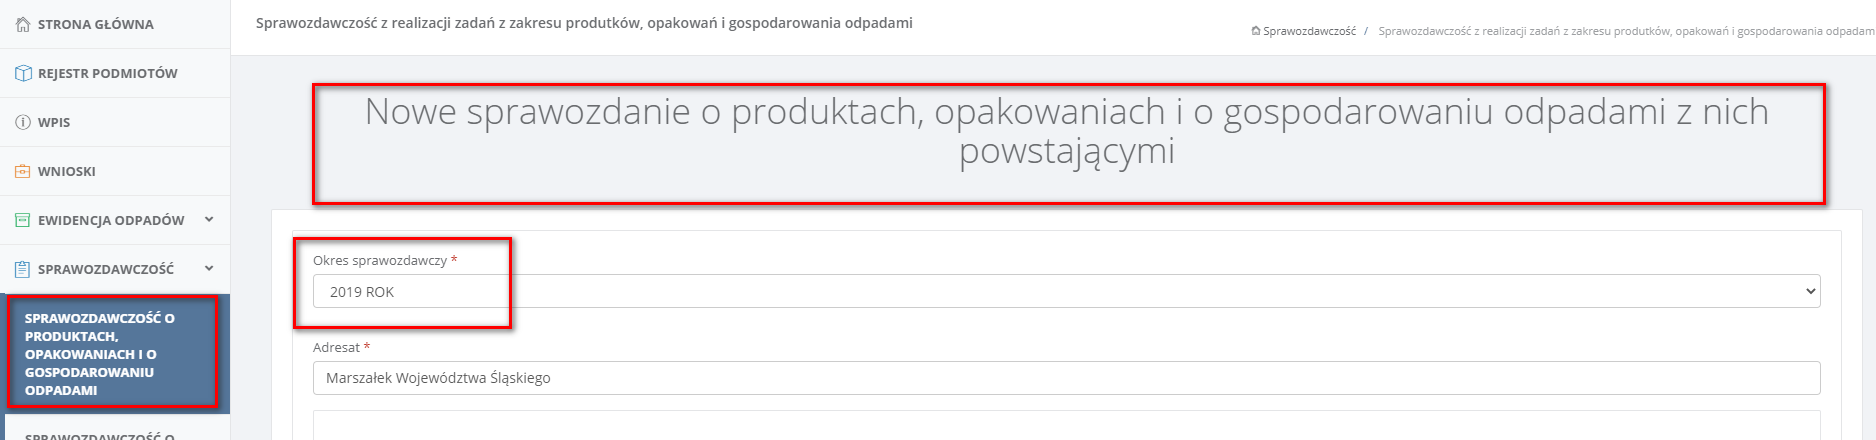 STRONA GŁÓWNA
REJESTR PODMIOTÓW
WPIS
WNIOSKI
EWIDENCJA ODPADÓW
SPRAWOZDAWCZOŚĆ
SPRAWOZDAWCZOŚĆ O
PRODUKTACH,
OPAKOWANIACH I O
GOSPODAROWANIU
ODPADAMI
SPRAWOZDAWCZOŚĆ O
Sprawozdawczość z realizacji zadań z zakresu produtków, opakowań i gospodarowania odpadami
Sprawozdawczość / Sprawozdawczość z realizacji zadań z zakresu produtków, opakowań i gospodarowania odpadam
Nowe sprawozdanie o produktach, opakowaniach i o gospodarowaniu odpadami z nich
powstającymi
Okres sprawozdawczy *
2019 ROK
Adresat *
Marszałek Województwa Śląskiego